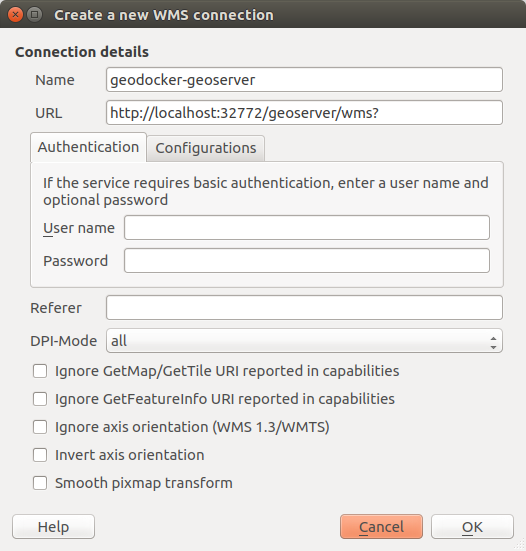 Create a new WMS connection
Connection details
Name geodocker-geoserver
URL http://localhost:32772/geoserver/wms?
Authentication Configurations
If the service requires basic authentication, enter a user name and
optional password
User name
Password
Referer
DPI-Mode all
Ignore GetMap/GetTile URI reported in capabilities
Ignore GetFeatureInfo URI reported in capabilities
Ignore axis orientation (WMS 1.3/WMTS)
Invert axis orientation
Smooth pixmap transform
Help Cancel OK